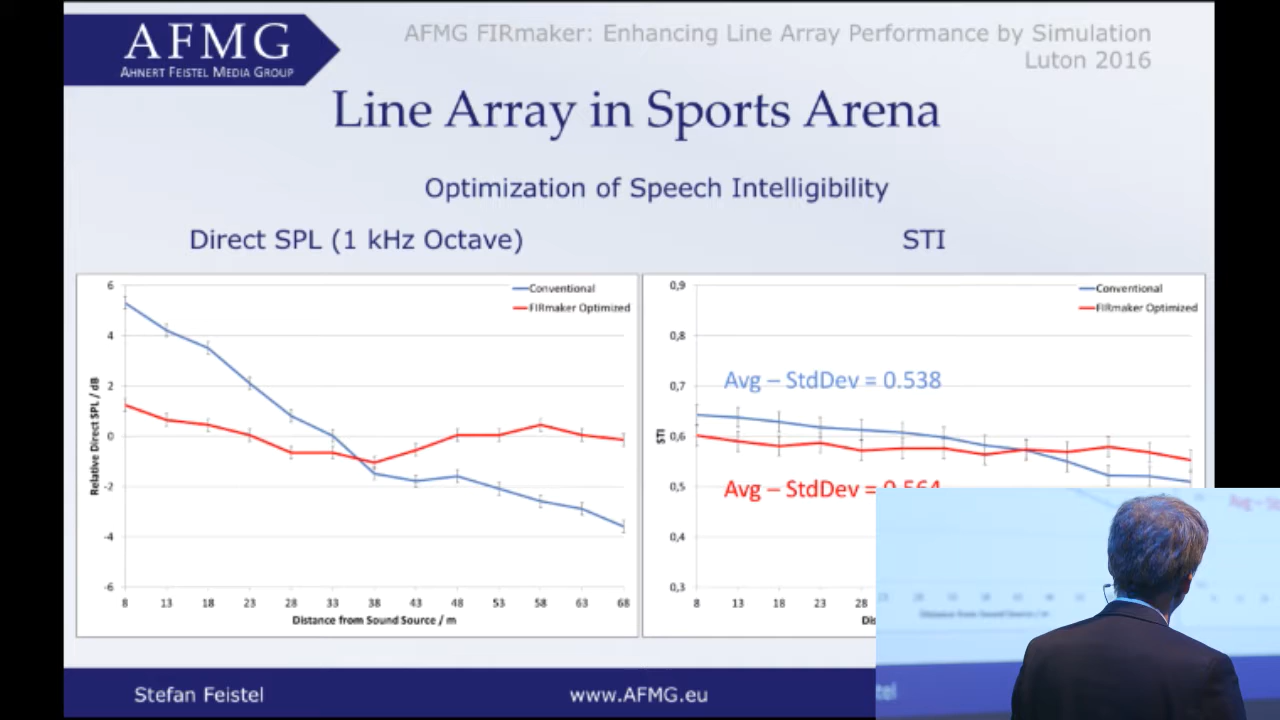 AFMG
AHNERT FEISTEL MEDIA GROUP
AFMG FIRmaker: Enhancing Line Array Performance by Simulation
Luton 2016
Line Array in Sports Arena
Optimization of Speech Intelligibility
Direct SPL (1 kHz Octave)
STI
6
4
2
0
-2
-4
-6
Relative Direct SPL / dB
Conventional
FIRmaker Optimized
8 13 18 23 28 33 38 43 48 53 58 63 68
Distance from Sound Source / m
0,9
0,8
0,7
0,6
0,5
0,4
0,3
STI
Conventional
FIRmaker Optimized
Avg – StdDev = 0.538
Avg – StdDev = 0.564
8 13 18 23 28
Stefan Feistel
www.AFMG.eu